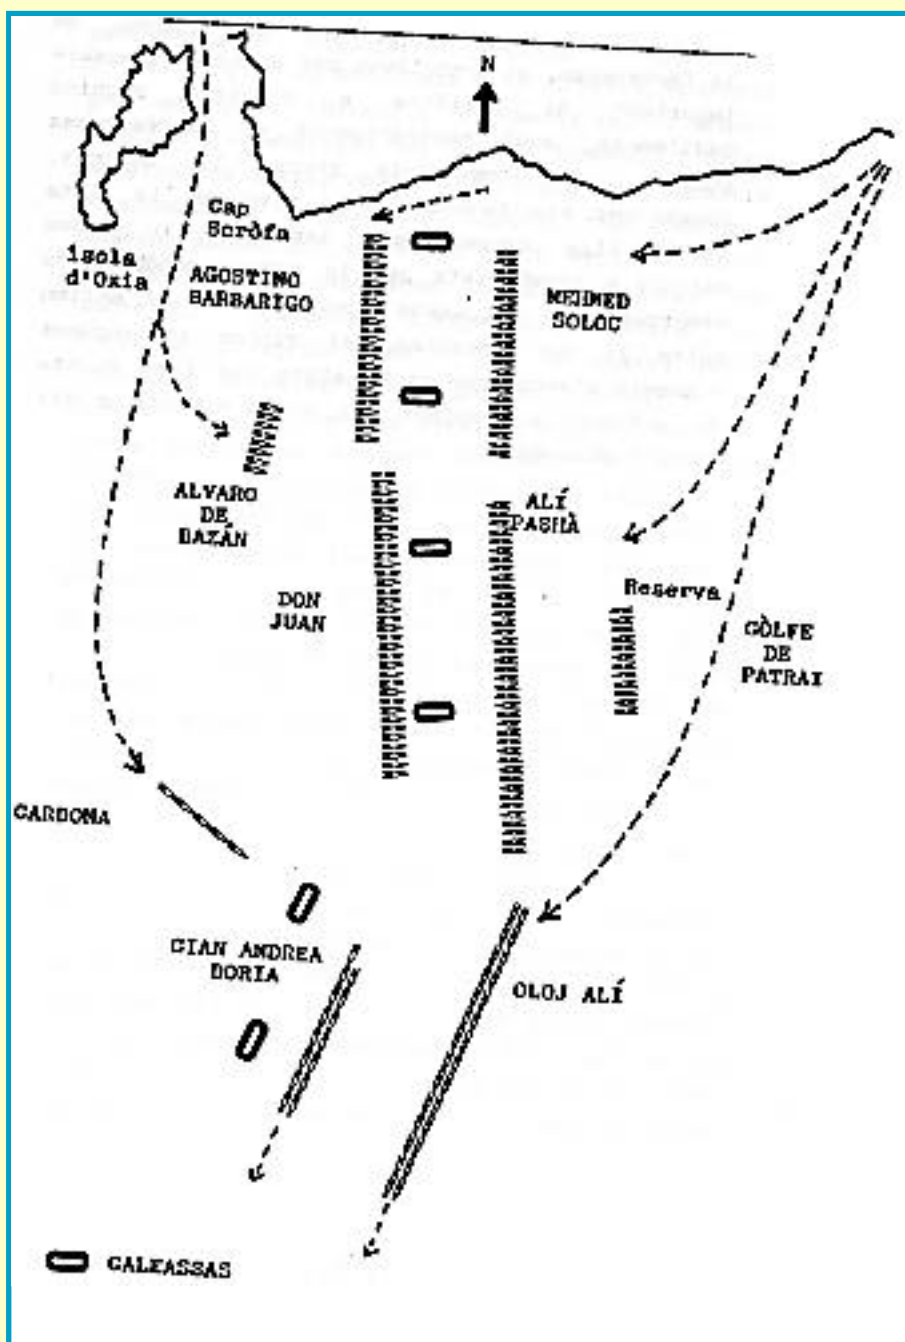 N
Cap
Scròfa
isola
d'Oxia
AGOSTINO
BARBARIGO
MEHMED
SOLOC
ALVARO
DE
BAZÁN
ALÍ
PASHÀ
DON
JUAN
Reserva
GÒLFE
DE
PATRAI
CARDONA
GIAN ANDREA
DORIA
OLOJ ALÍ
GALEASSAS